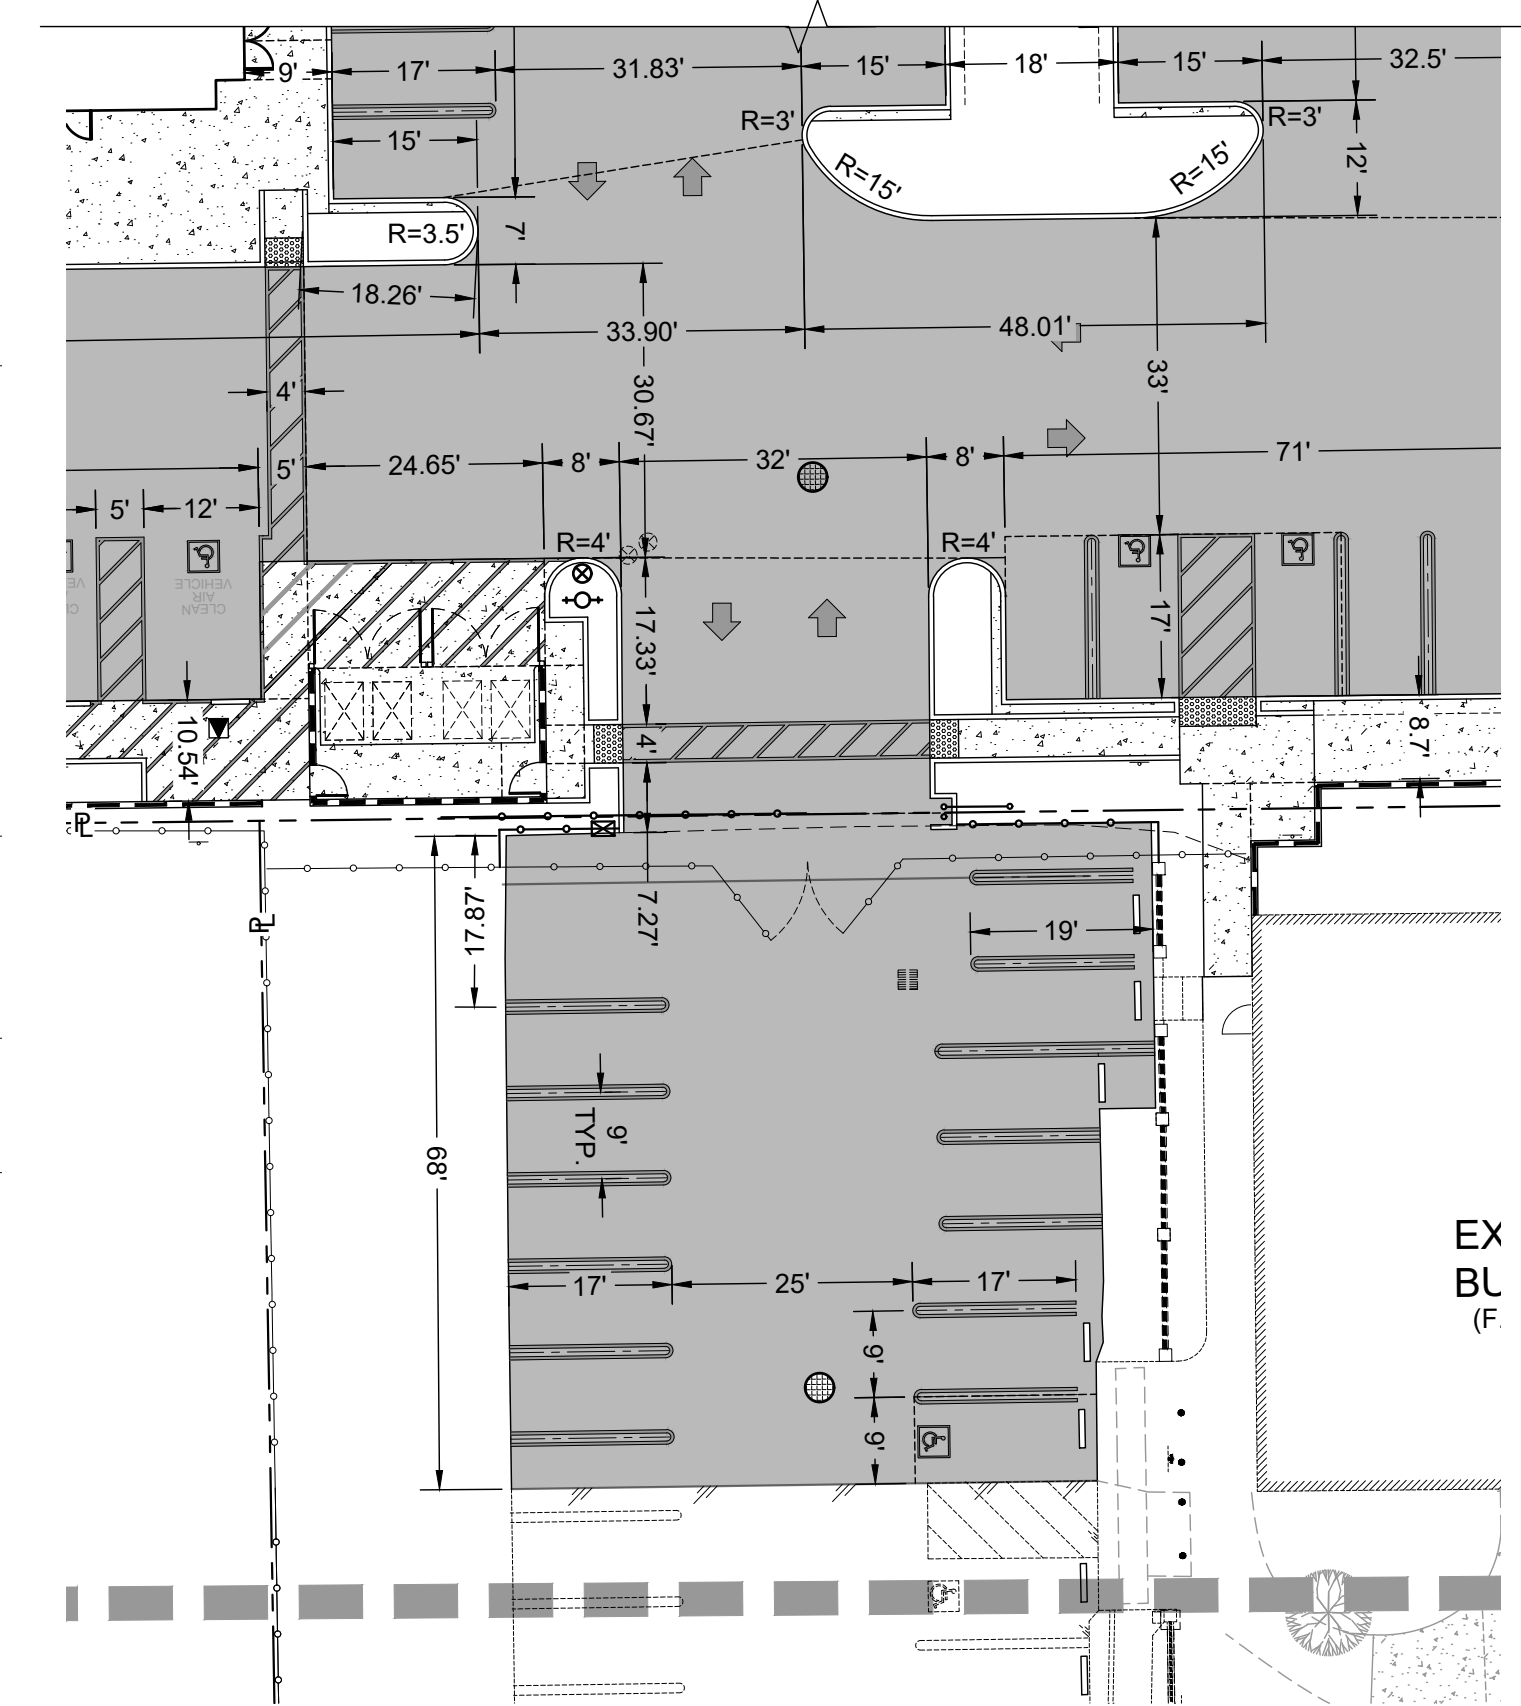 9'
17'
31.83'
15'
18'
15'
32.5'
15'
R=3'
R=3'
R=15'
R=15'
12'
R=3.5'
7'
18.26'
33.90'
48.01'
30.67'
33'
4'
5'
24.65'
8'
32'
8'
71'
5'
12'
R=4'
R=4'
CLEAN
AIR
VEHICLE
CL
VE
17.33'
17'
10.54'
4'
8.7'
PL
PL
17.87'
7.27'
19'
68'
9'
TYP.
17'
25'
17'
9'
9'
EX
BU
(F.